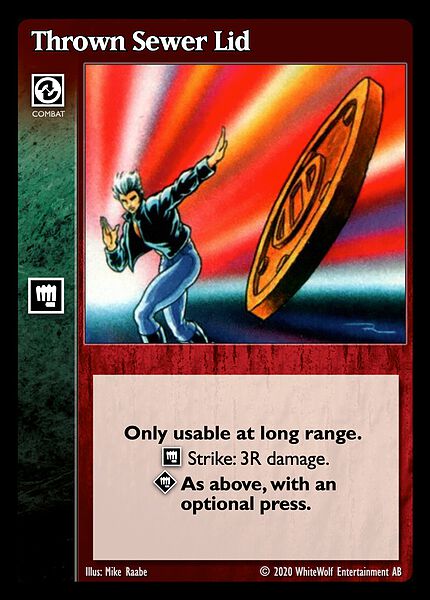 Thrown Sewer Lid
COMBAT
Only usable at long range.
Strike: 3R damage.
As above, with an
optional press.
Illus: Mike Raabe
© 2020 WhiteWolf Entertainment AB